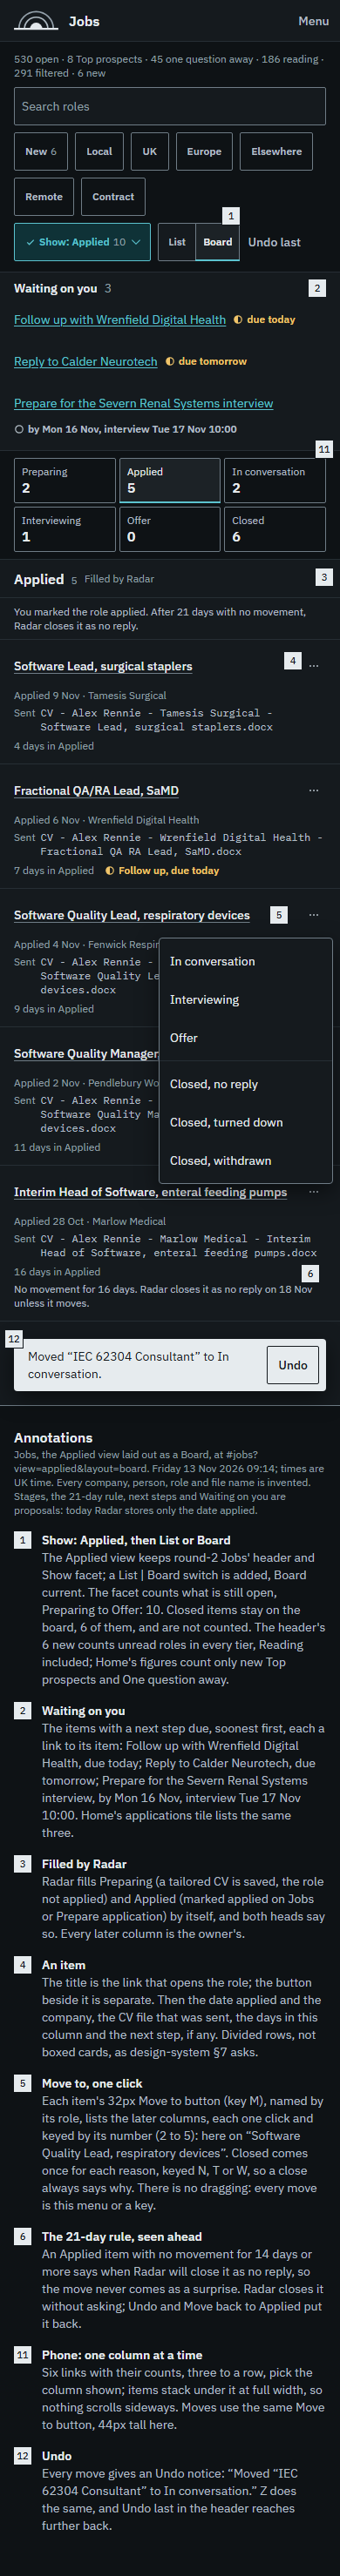 Jobs
Menu
530 open · 8 Top prospects · 45 one question away · 186 reading ·
291 filtered · 6 new
Search roles
New 6
Local
UK
Europe
Elsewhere
Remote
Contract
1
✓ Show: Applied 10
List
Board
Undo last
Waiting on you 3
2
Follow up with Wrenfield Digital Health
due today
Reply to Calder Neurotech
due tomorrow
Prepare for the Severn Renal Systems interview
by Mon 16 Nov, interview Tue 17 Nov 10:00
11
Preparing
2
Applied
5
In conversation
2
Interviewing
1
Offer
0
Closed
6
Applied 5 Filled by Radar
3
You marked the role applied. After 21 days with no movement,
Radar closes it as no reply.
Software Lead, surgical staplers
4
···
Applied 9 Nov · Tamesis Surgical
Sent CV - Alex Rennie - Tamesis Surgical -
Software Lead, surgical staplers.docx
4 days in Applied
Fractional QA/RA Lead, SaMD
···
Applied 6 Nov · Wrenfield Digital Health
Sent CV - Alex Rennie - Wrenfield Digital Health -
Fractional QA RA Lead, SaMD.docx
7 days in Applied
Follow up, due today
Software Quality Lead, respiratory devices
5
···
Applied 4 Nov · Fenwick Respir
Sent CV - Alex Rennie -
Software Quality Le
devices.docx
9 days in Applied
In conversation
Interviewing
Offer
Closed, no reply
Closed, turned down
Closed, withdrawn
Software Quality Manager
Applied 2 Nov · Pendlebury Wo
Sent CV - Alex Rennie -
Software Quality Ma
devices.docx
11 days in Applied
Interim Head of Software, enteral feeding pumps
···
Applied 28 Oct · Marlow Medical
Sent CV - Alex Rennie - Marlow Medical - Interim
Head of Software, enteral feeding pumps.docx
16 days in Applied
6
No movement for 16 days. Radar closes it as no reply on 18 Nov
unless it moves.
12
Moved “IEC 62304 Consultant” to In
conversation.
Undo
Annotations
Jobs, the Applied view laid out as a Board, at #jobs?
view=applied&layout=board. Friday 13 Nov 2026 09:14; times are
UK time. Every company, person, role and file name is invented.
Stages, the 21-day rule, next steps and Waiting on you are
proposals: today Radar stores only the date applied.
1 Show: Applied, then List or Board
The Applied view keeps round-2 Jobs' header and
Show facet; a List | Board switch is added, Board
current. The facet counts what is still open,
Preparing to Offer: 10. Closed items stay on the
board, 6 of them, and are not counted. The header's
6 new counts unread roles in every tier, Reading
included; Home's figures count only new Top
prospects and One question away.
2 Waiting on you
The items with a next step due, soonest first, each a
link to its item: Follow up with Wrenfield Digital
Health, due today; Reply to Calder Neurotech, due
tomorrow; Prepare for the Severn Renal Systems
interview, by Mon 16 Nov, interview Tue 17 Nov
10:00. Home's applications tile lists the same
three.
3 Filled by Radar
Radar fills Preparing (a tailored CV is saved, the role
not applied) and Applied (marked applied on Jobs
or Prepare application) by itself, and both heads say
so. Every later column is the owner's.
4 An item
The title is the link that opens the role; the button
beside it is separate. Then the date applied and the
company, the CV file that was sent, the days in this
column and the next step, if any. Divided rows, not
boxed cards, as design-system §7 asks.
5 Move to, one click
Each item's 32px Move to button (key M), named by
its role, lists the later columns, each one click and
keyed by its number (2 to 5): here on “Software
Quality Lead, respiratory devices”. Closed comes
once for each reason, keyed N, T or W, so a close
always says why. There is no dragging: every move
is this menu or a key.
6 The 21-day rule, seen ahead
An Applied item with no movement for 14 days or
more says when Radar will close it as no reply, so
the move never comes as a surprise. Radar closes it
without asking; Undo and Move back to Applied put
it back.
11 Phone: one column at a time
Six links with their counts, three to a row, pick the
column shown; items stack under it at full width, so
nothing scrolls sideways. Moves use the same Move
to button, 44px tall here.
12 Undo
Every move gives an Undo notice: “Moved “IEC
62304 Consultant” to In conversation.” Z does
the same, and Undo last in the header reaches
further back.